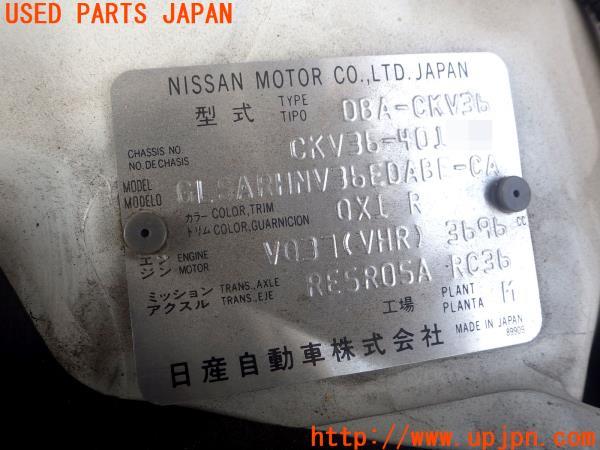 USED PARTS JAPAN
NISSAN MOTOR CO.,LTD. JAPAN
型式 TYPE TIPO DBA-CKV36
CHASSIS NO. NO.DE CHASIS CKV36-401
MODEL MODELO GLSARHNV36EDABF-CA
カラー COLOR,TRIM トリム COLOR,GUARNICION QX1 R
エンジン ENGINE MOTOR VQ37(VHR) 3696 CC
ミッション TRANS.,AXLE アクスル TRANS.,EJE RE5R05A RC36
工場 PLANT PLANTA M
日産自動車株式会社 MADE IN JAPAN
89905
http://www.upjpn.com/